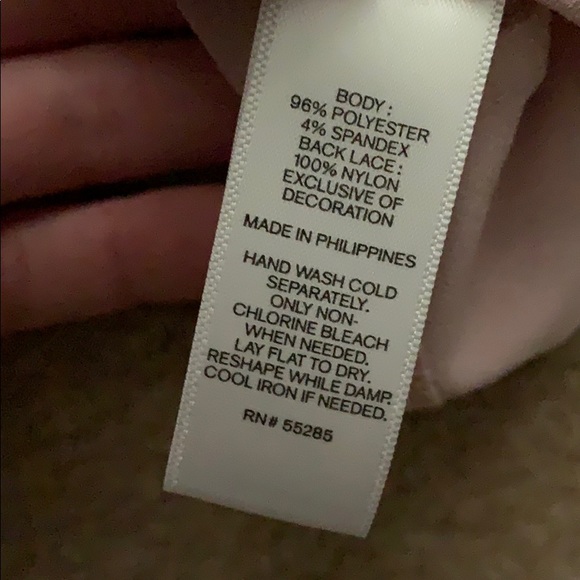 BODY:
96% POLYESTER
4% SPANDEX
BACK LACE:
100% NYLON
EXCLUSIVE OF
DECORATION
MADE IN PHILIPPINES
HAND WASH COLD
SEPARATELY.
ONLY NON-
CHLORINE BLEACH
WHEN NEEDED.
LAY FLAT TO DRY.
RESHAPE WHILE DAMP.
COOL IRON IF NEEDED.
RN# 55285